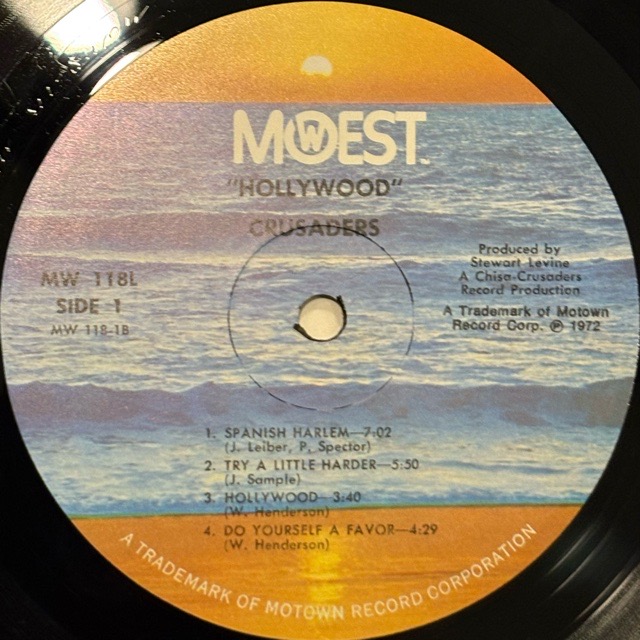 MOWEST™
"HOLLYWOOD"
CRUSADERS
MW 118L
SIDE 1
MW 118-1B
Produced by
Stewart Levine
A Chisa-Crusaders
Record Production
A Trademark of Motown
Record Corp. ℗ 1972
1. SPANISH HARLEM—7:02
(J. Leiber, P. Spector)
2. TRY A LITTLE HARDER—5:50
(J. Sample)
3. HOLLYWOOD—3:40
(W. Henderson)
4. DO YOURSELF A FAVOR—4:29
(W. Henderson)
A TRADEMARK OF MOTOWN RECORD CORPORATION